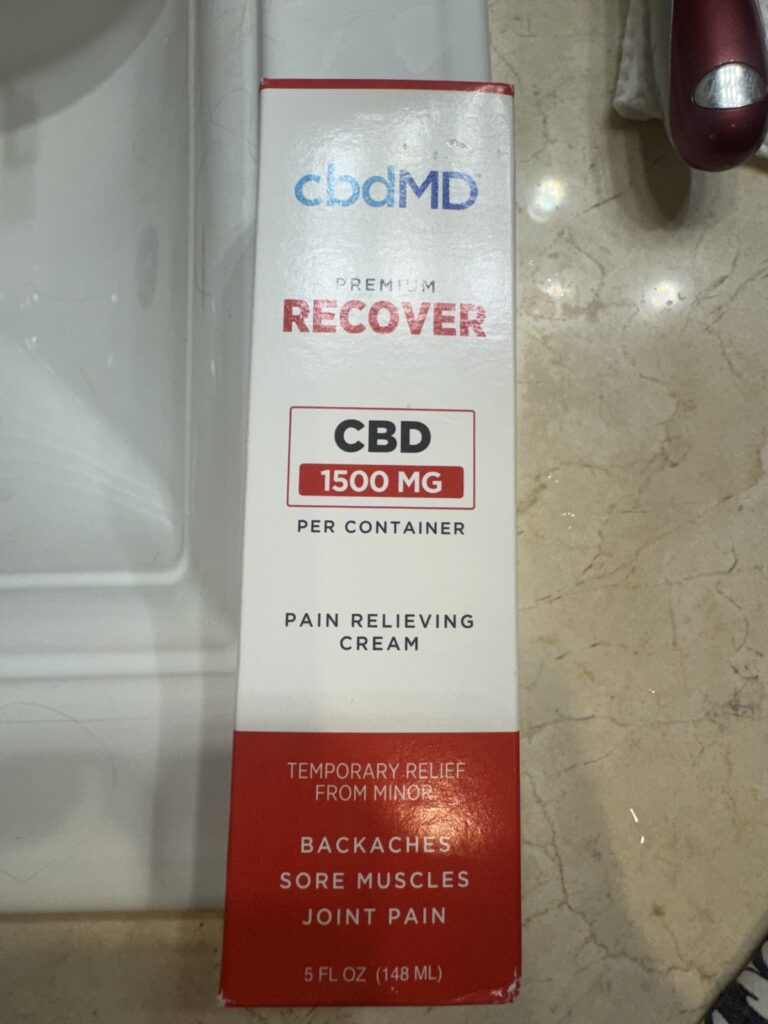 cbdMD
PREMIUM
RECOVER
CBD
1500 MG
PER CONTAINER
PAIN RELIEVING
CREAM
TEMPORARY RELIEF
FROM MINOR
BACKACHES
SORE MUSCLES
JOINT PAIN
5 FL OZ (148 ML)